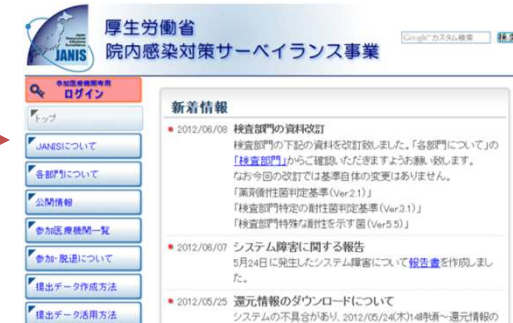 JANIS
厚生労働省
院内感染対策サーベイランス事業
Google カスタム検索
参加医療機関専用
ログイン
トップ
JANISについて
各部門について
公開情報
参加医療機関一覧
参加・脱退について
提出データ作成方法
提出データ活用方法
新着情報
2012/06/08 検査部門の資料改訂
検査部門の下記の資料を改訂致しました。「各部門について」の
「検査部門」からご確認いただきますようお願い致します。
なお今回の改訂では基準自体の変更はありません。
「薬剤耐性菌判定基準(Ver2.1)」
「検査部門特定の耐性菌判定基準(Ver3.1)」
「検査部門特殊な耐性を示す菌(Ver5.5)」
2012/06/07 システム障害に関する報告
5月24日に発生したシステム障害について報告書を作成しまし
た。
2012/05/25 還元情報のダウンロードについて
システムの不具合があり、2012/05/24(木)14時頃~還元情報の